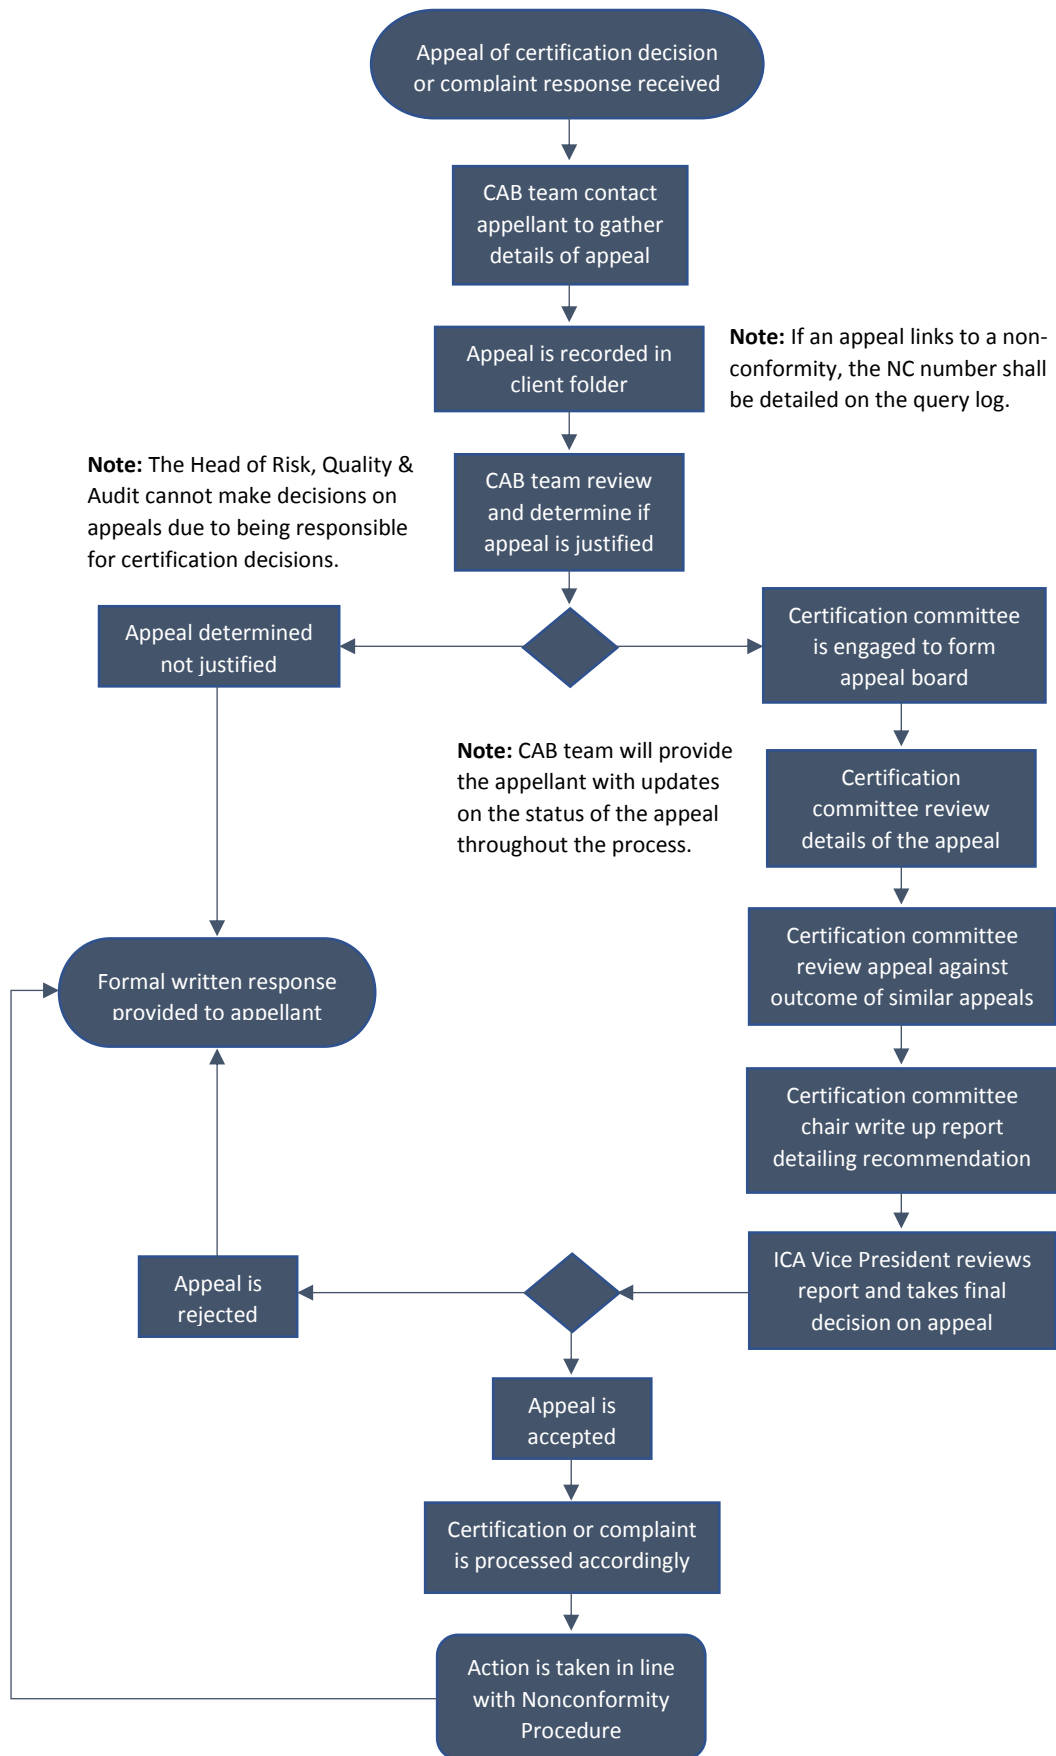 Appeal of certification decision
or complaint response received
CAB team contact
appellant to gather
details of appeal
Appeal is recorded in
client folder
Note: If an appeal links to a non-
conformity, the NC number shall
be detailed on the query log.
Note: The Head of Risk, Quality &
Audit cannot make decisions on
appeals due to being responsible
for certification decisions.
CAB team review
and determine if
appeal is justified
Appeal determined
not justified
Certification committee
is engaged to form
appeal board
Note: CAB team will provide
the appellant with updates
on the status of the appeal
throughout the process.
Certification
committee review
details of the appeal
Certification committee
review appeal against
outcome of similar appeals
Formal written response
provided to appellant
Certification committee
chair write up report
detailing recommendation
ICA Vice President reviews
report and takes final
decision on appeal
Appeal is
rejected
Appeal is
accepted
Certification or complaint
is processed accordingly
Action is taken in line
with Nonconformity
Procedure